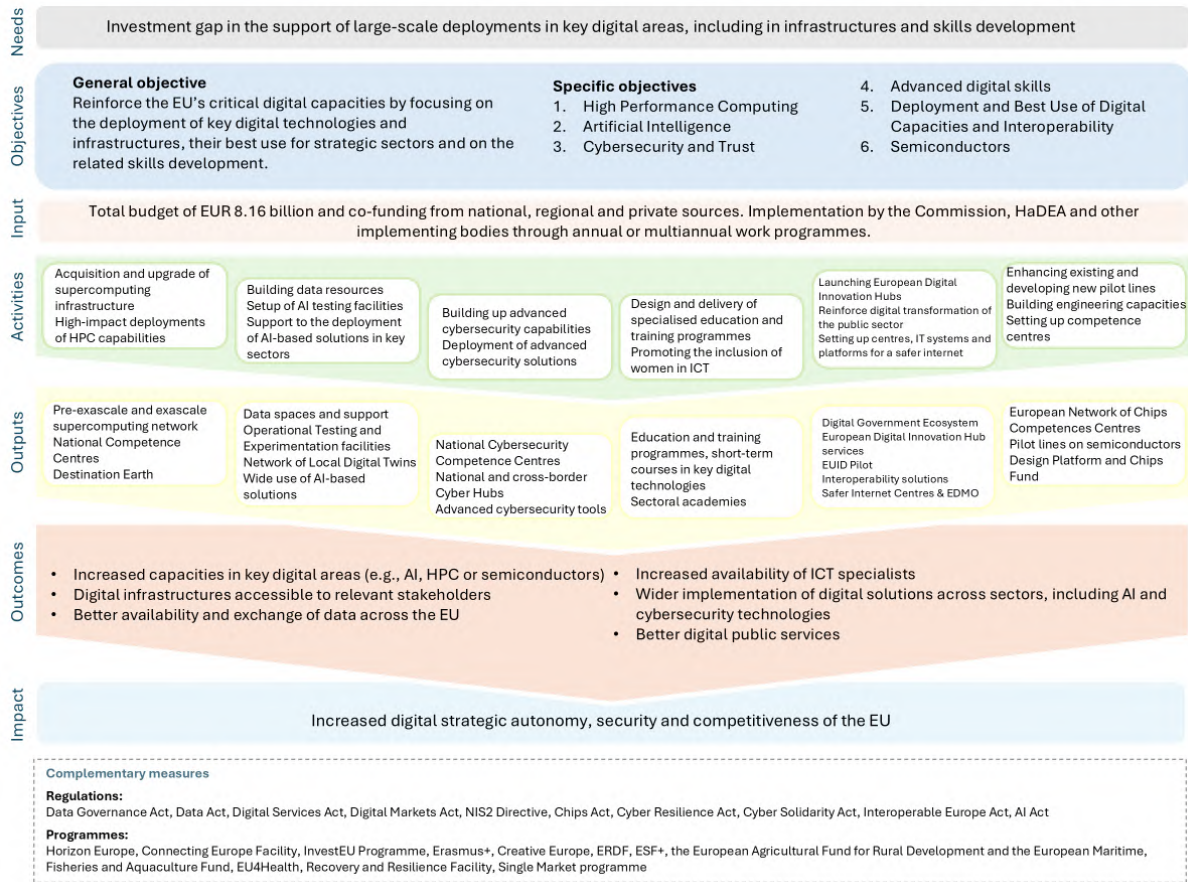 Needs
Investment gap in the support of large-scale deployments in key digital areas, including in infrastructures and skills development
Objectives
General objective
Reinforce the EU's critical digital capacities by focusing on
the deployment of key digital technologies and
infrastructures, their best use for strategic sectors and on the
related skills development.
Specific objectives
1. High Performance Computing
2. Artificial Intelligence
3. Cybersecurity and Trust
4. Advanced digital skills
5. Deployment and Best Use of Digital
Capacities and Interoperability
6. Semiconductors
Input
Total budget of EUR 8.16 billion and co-funding from national, regional and private sources. Implementation by the Commission, HaDEA and other
implementing bodies through annual or multiannual work programmes.
Activities
Acquisition and upgrade of
supercomputing
infrastructure
High-impact deployments
of HPC capabilities
Building data resources
Setup of AI testing facilities
Support to the deployment
of AI-based solutions in key
sectors
Building up advanced
cybersecurity capabilities
Deployment of advanced
cybersecurity solutions
Design and delivery of
specialised education and
training programmes
Promoting the inclusion of
women in ICT
Launching European Digital
Innovation Hubs
Reinforce digital transformation of
the public sector
Setting up centres, IT systems and
platforms for a safer internet
Enhancing existing and
developing new pilot lines
Building engineering capacities
Setting up competence
centres
Outputs
Pre-exascale and exascale
supercomputing network
National Competence
Centres
Destination Earth
Data spaces and support
Operational Testing and
Experimentation facilities
Network of Local Digital Twins
Wide use of AI-based
solutions
National Cybersecurity
Competence Centres
National and cross-border
Cyber Hubs
Advanced cybersecurity tools
Education and training
programmes, short-term
courses in key digital
technologies
Sectoral academies
Digital Government Ecosystem
European Digital Innovation Hub
services
EUID Pilot
Interoperability solutions
Safer Internet Centres & EDMO
European Network of Chips
Competences Centres
Pilot lines on semiconductors
Design Platform and Chips
Fund
Outcomes
• Increased capacities in key digital areas (e.g., AI, HPC or semiconductors)
• Digital infrastructures accessible to relevant stakeholders
• Better availability and exchange of data across the EU
• Increased availability of ICT specialists
• Wider implementation of digital solutions across sectors, including AI and
cybersecurity technologies
• Better digital public services
Impact
Increased digital strategic autonomy, security and competitiveness of the EU
Complementary measures
Regulations:
Data Governance Act, Data Act, Digital Services Act, Digital Markets Act, NIS2 Directive, Chips Act, Cyber Resilience Act, Cyber Solidarity Act, Interoperable Europe Act, AI Act
Programmes:
Horizon Europe, Connecting Europe Facility, InvestEU Programme, Erasmus+, Creative Europe, ERDF, ESF+, the European Agricultural Fund for Rural Development and the European Maritime,
Fisheries and Aquaculture Fund, EU4Health, Recovery and Resilience Facility, Single Market programme